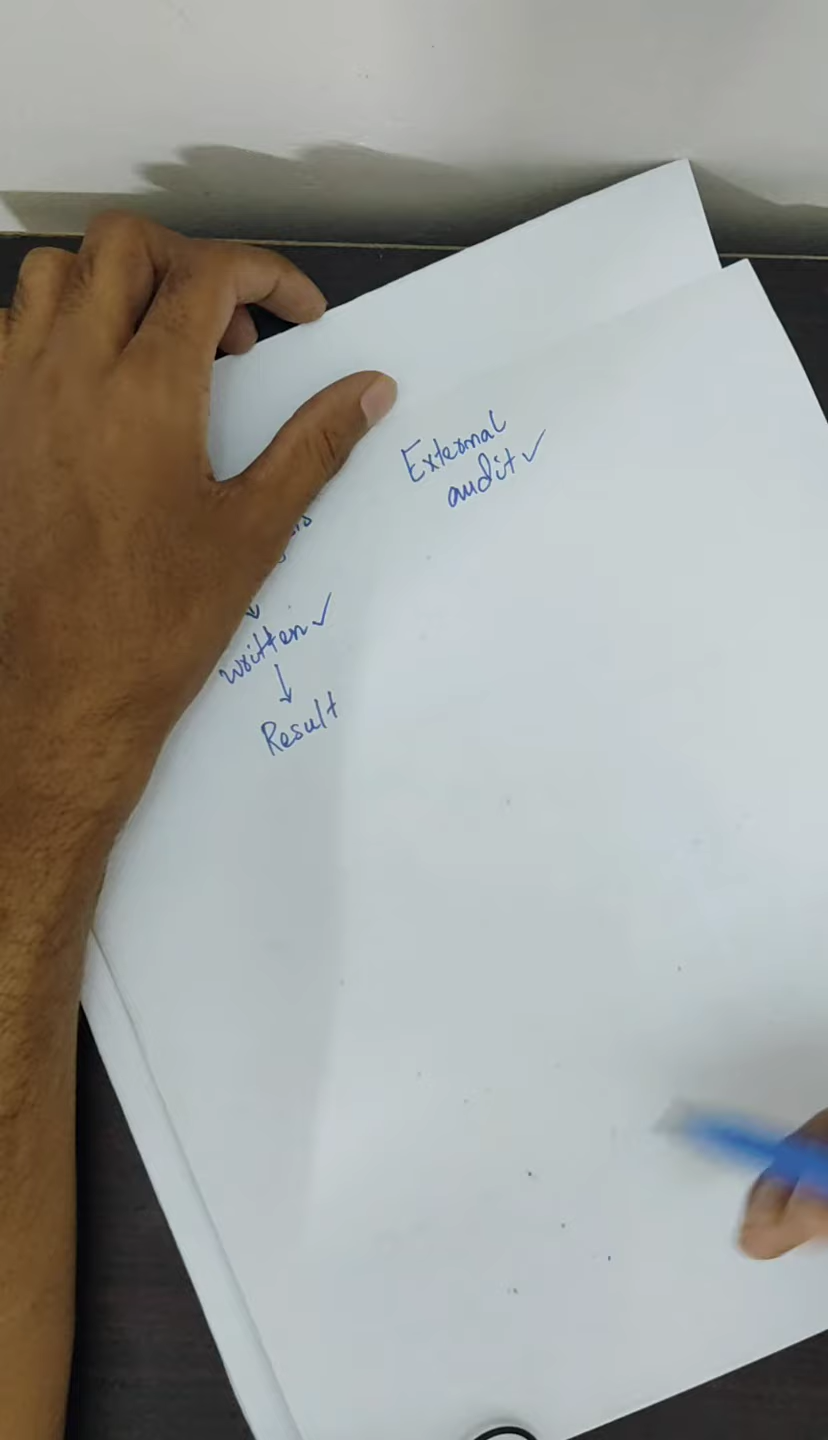 External
audit ✓
written ✓
↓
Result